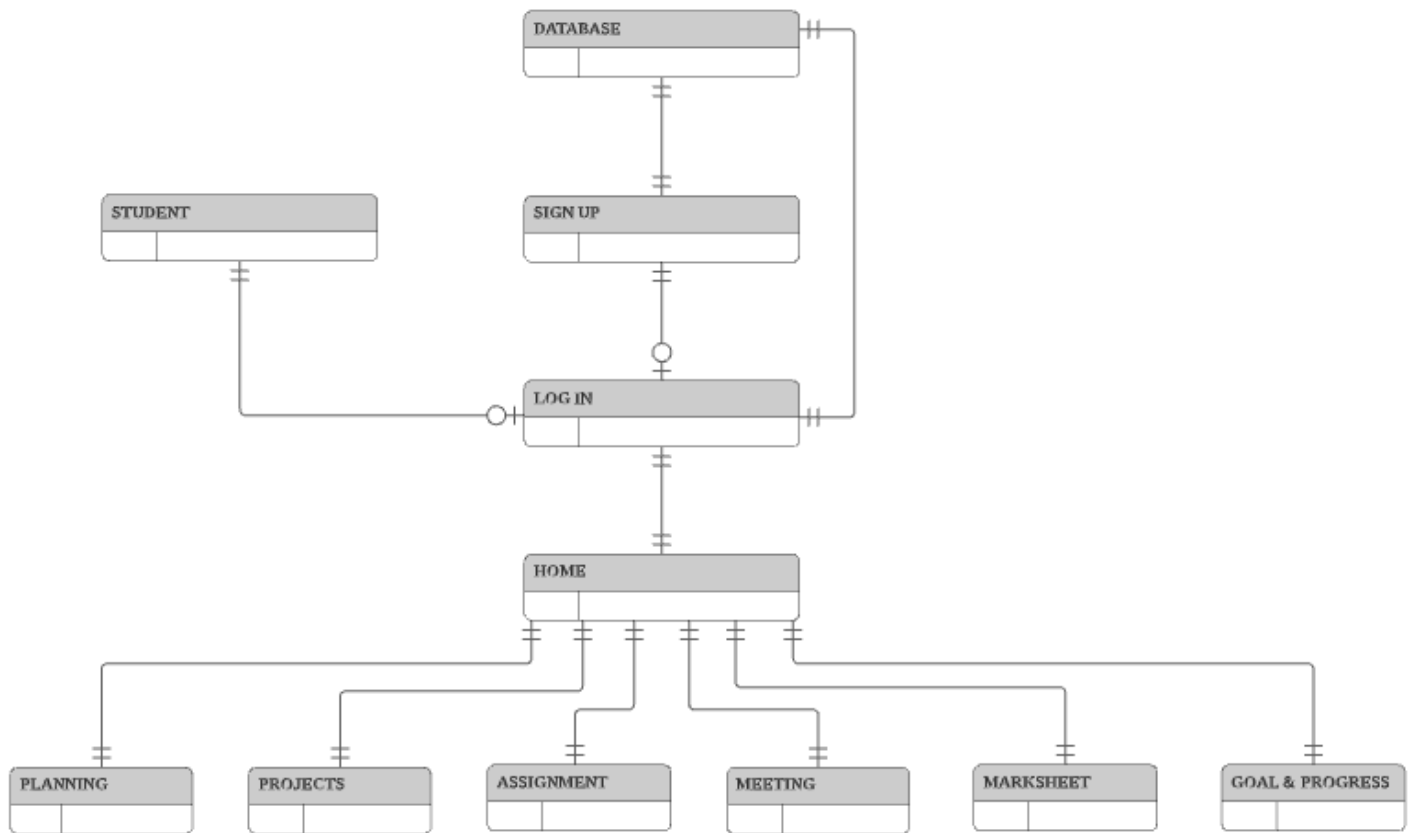 DATABASE
STUDENT
SIGN UP
LOG IN
HOME
PLANNING
PROJECTS
ASSIGNMENT
MEETING
MARKSHEET
GOAL & PROGRESS